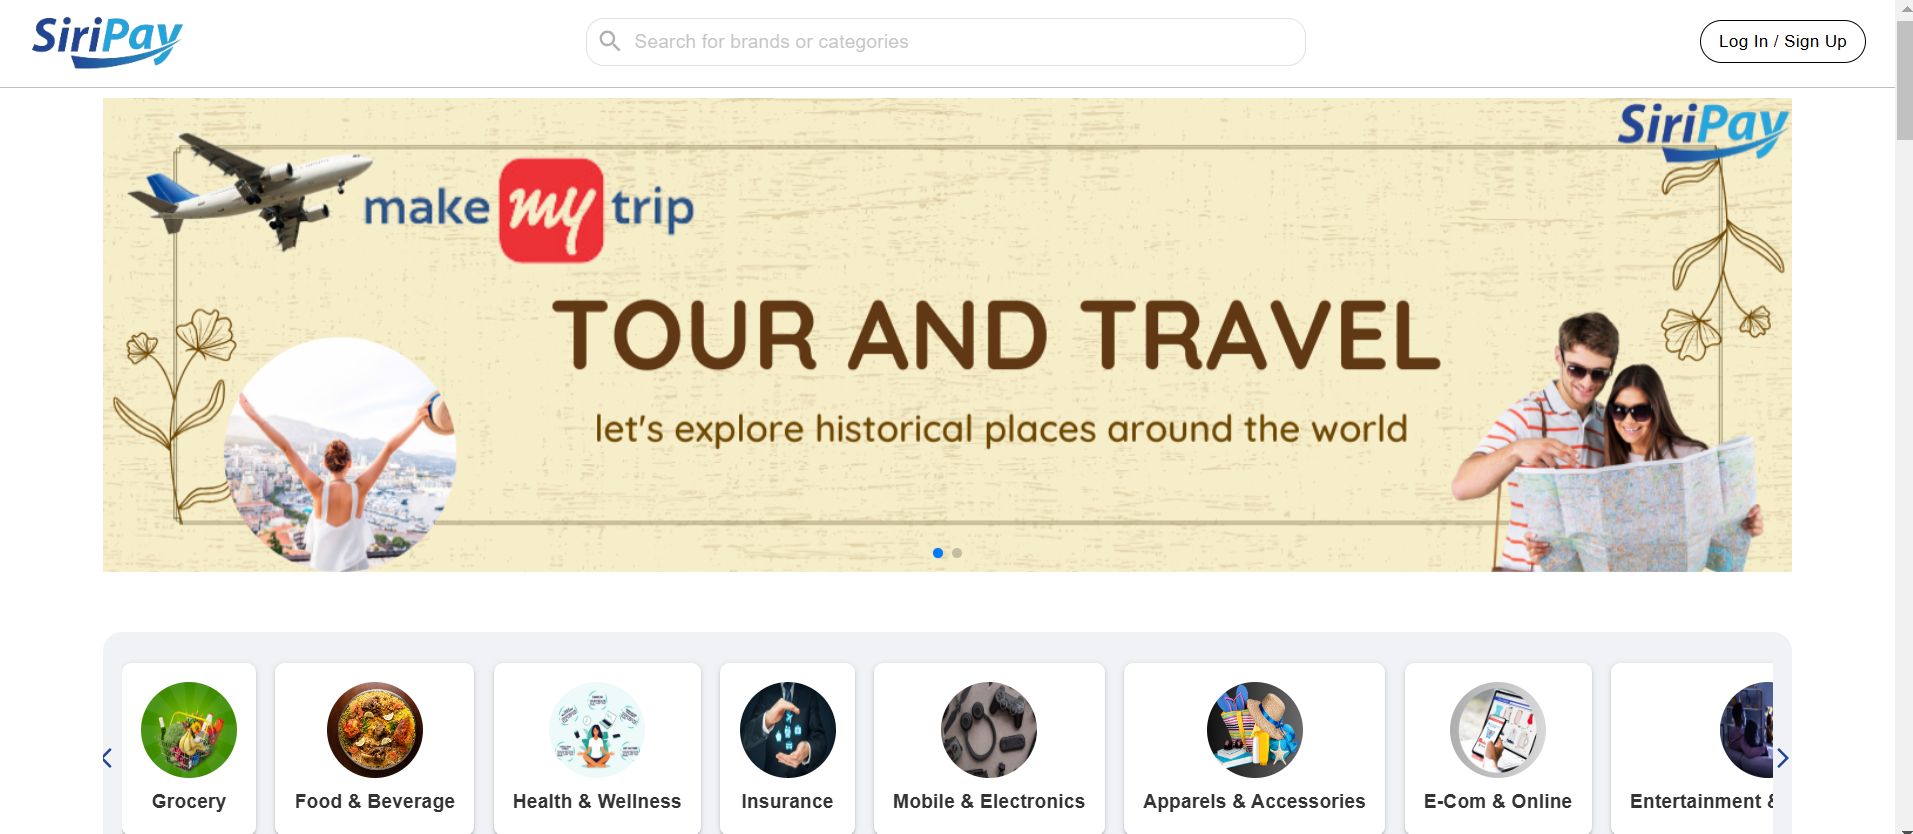 SiriPay
Search for brands or categories
Log In / Sign Up
SiriPay
make my trip
TOUR AND TRAVEL
let's explore historical places around the world
Grocery
Food & Beverage
Health & Wellness
Insurance
Mobile & Electronics
Apparels & Accessories
E-Com & Online
Entertainment &